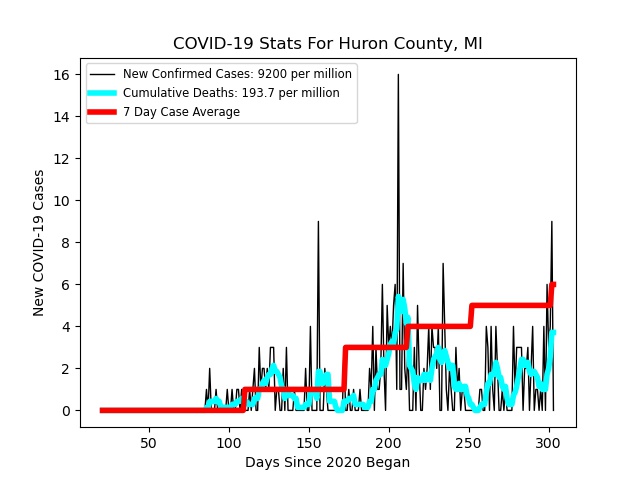 COVID-19 Stats For Huron County, MI
New Confirmed Cases: 9200 per million
Cumulative Deaths: 193.7 per million
7 Day Case Average
New COVID-19 Cases
16
14
12
10
8
6
4
2
0
50 100 150 200 250 300
Days Since 2020 Began